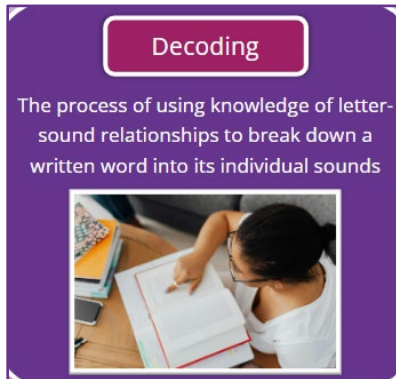 Decoding
The process of using knowledge of letter-
sound relationships to break down a
written word into its individual sounds